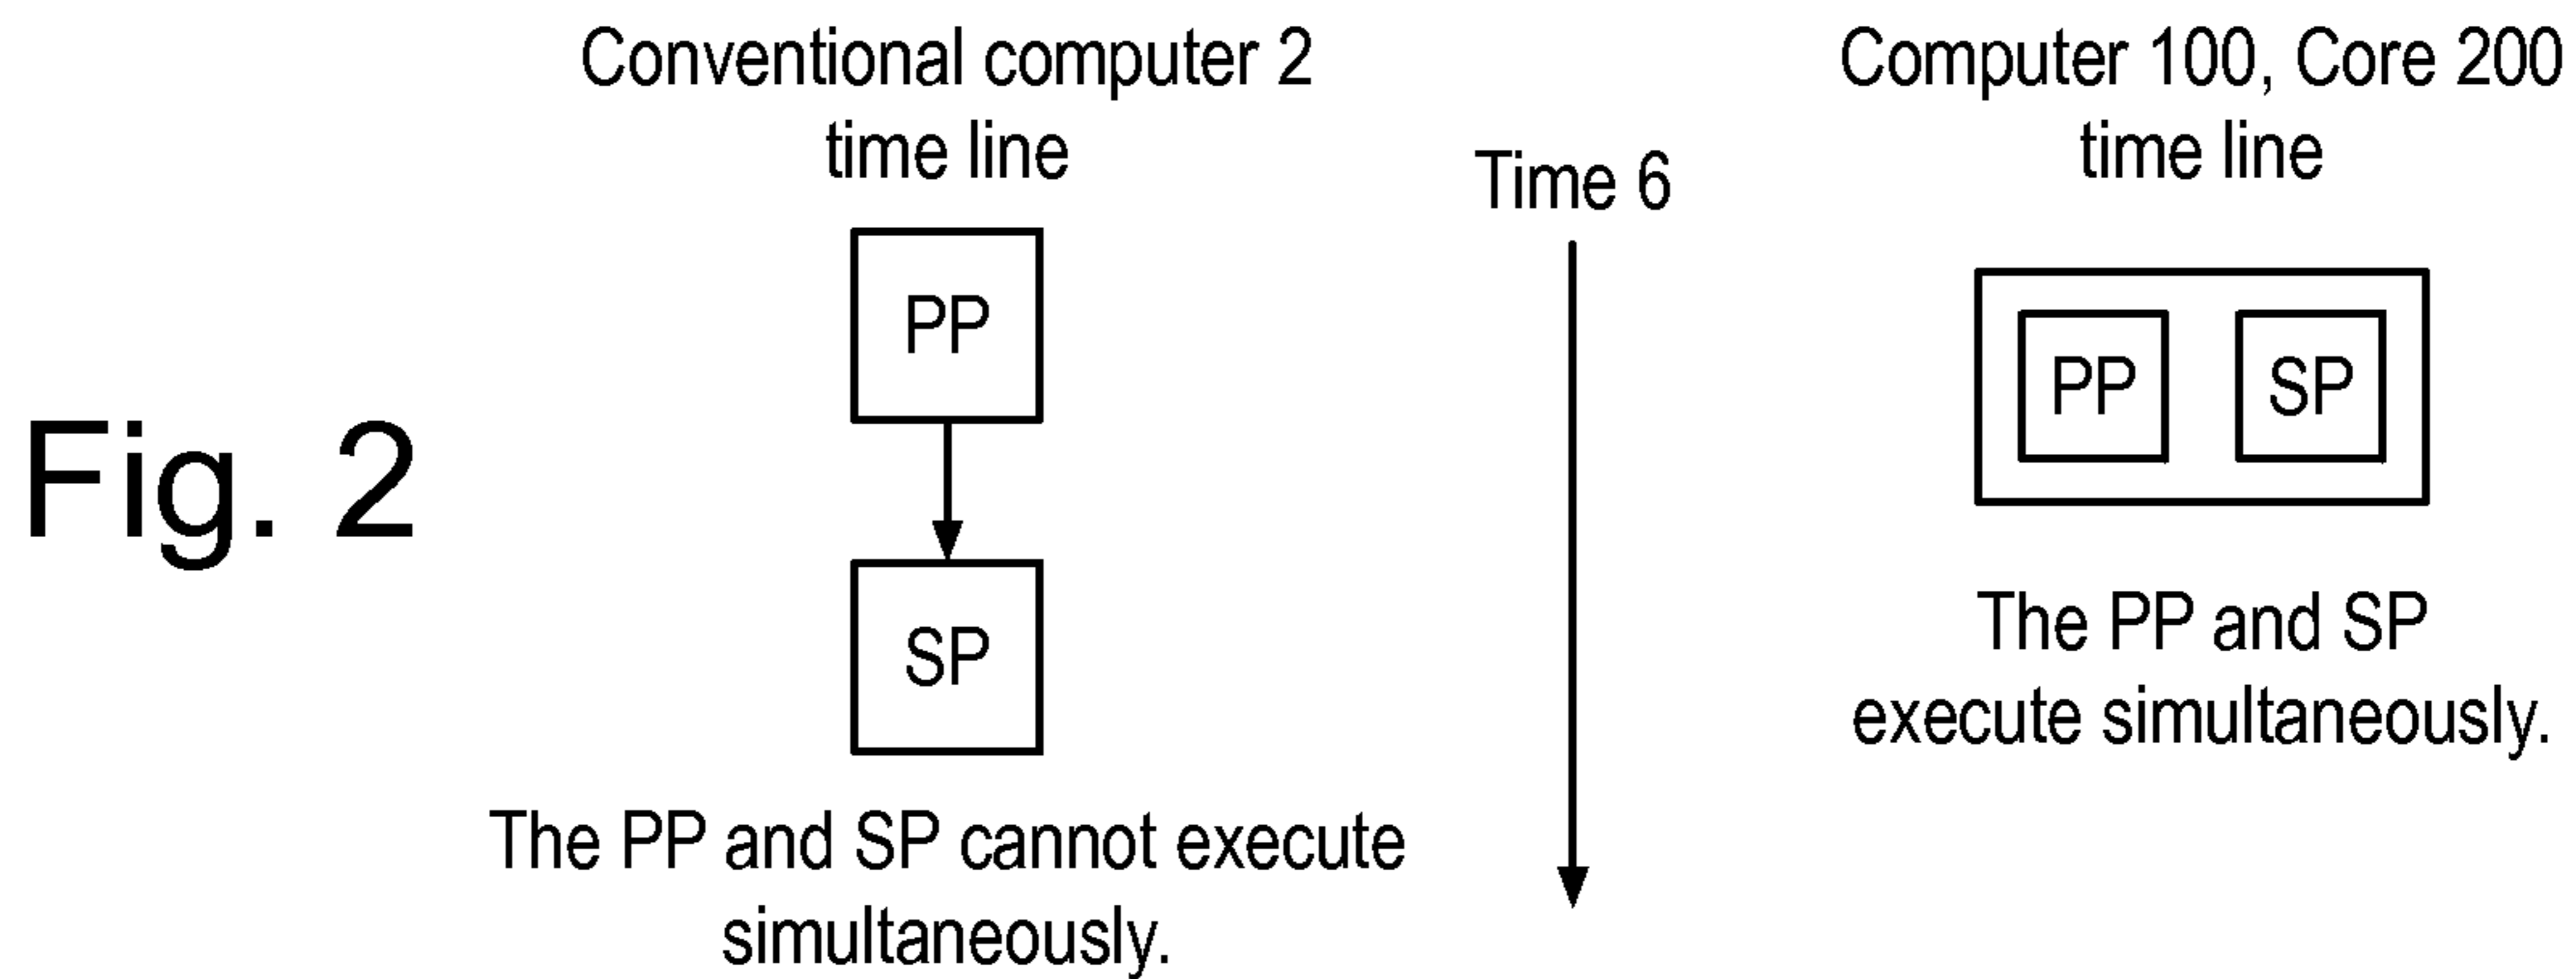 Fig. 2
Conventional computer 2
time line
PP
SP
The PP and SP cannot execute
simultaneously.
Time 6
Computer 100, Core 200
time line
PP
SP
The PP and SP
execute simultaneously.